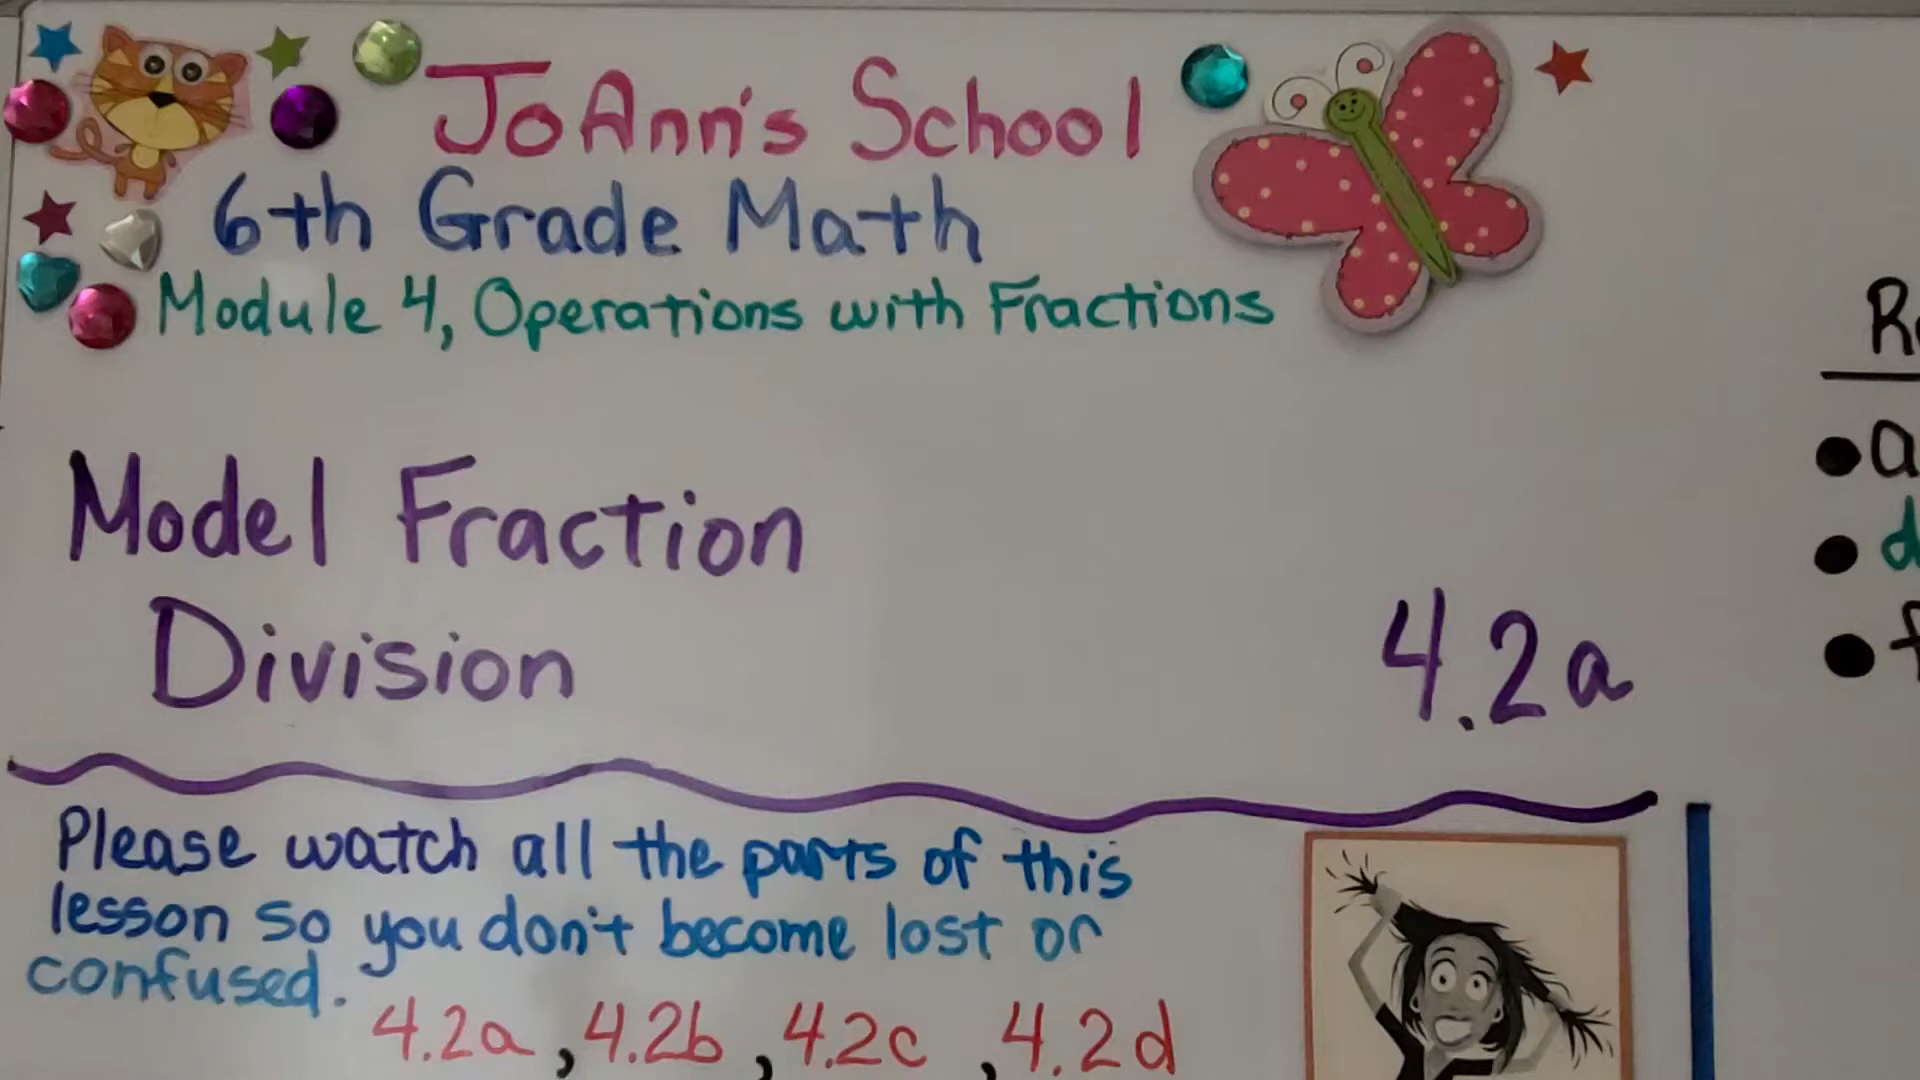 JoAnn's School
6th Grade Math
Module 4, Operations with Fractions
Model Fraction
Division
4.2a
Please watch all the parts of this
lesson so you don't become lost or
confused.
4.2a, 4.2b, 4.2c, 4.2d